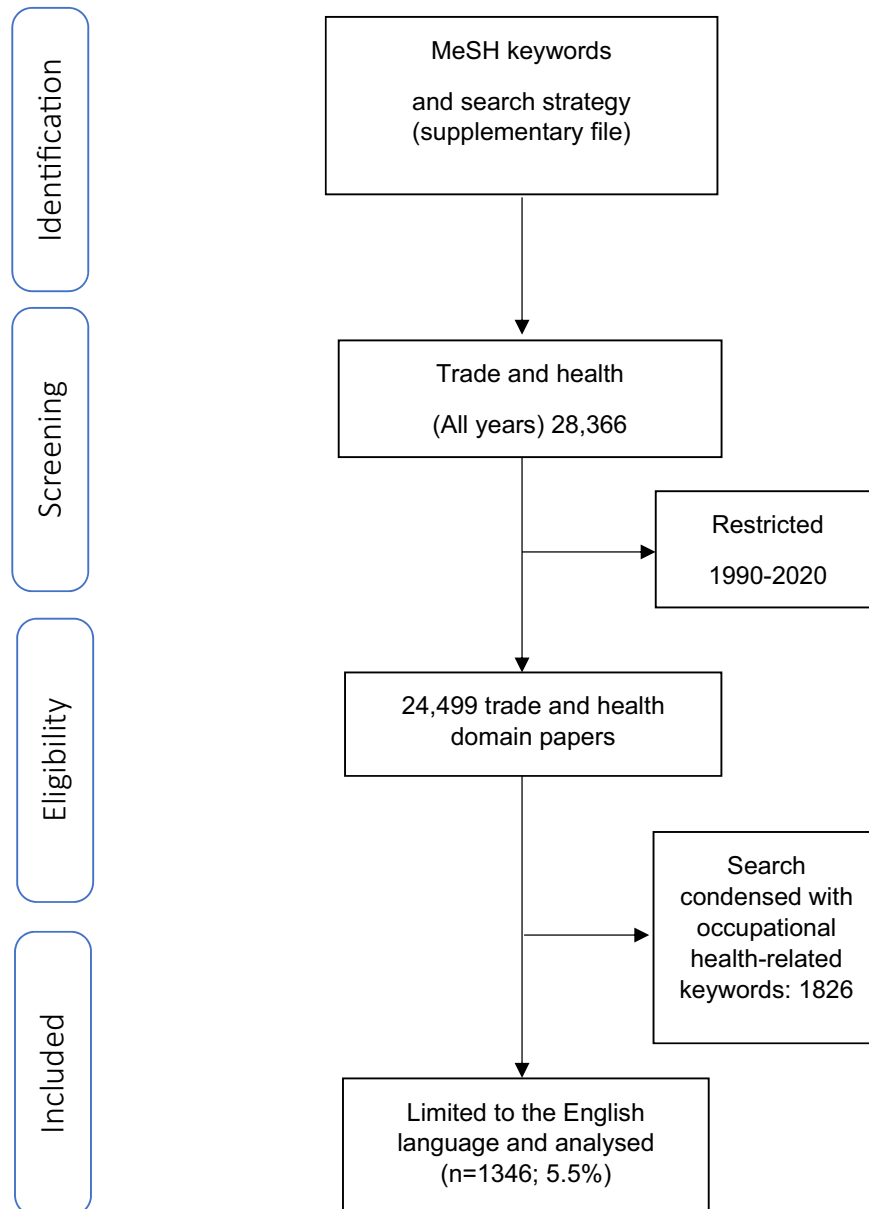 Identification
MeSH keywords
and search strategy
(supplementary file)
Screening
Trade and health
(All years) 28,366
Restricted
1990-2020
Eligibility
24,499 trade and health
domain papers
Search
condensed with
occupational
health-related
keywords: 1826
Included
Limited to the English
language and analysed
(n=1346; 5.5%)